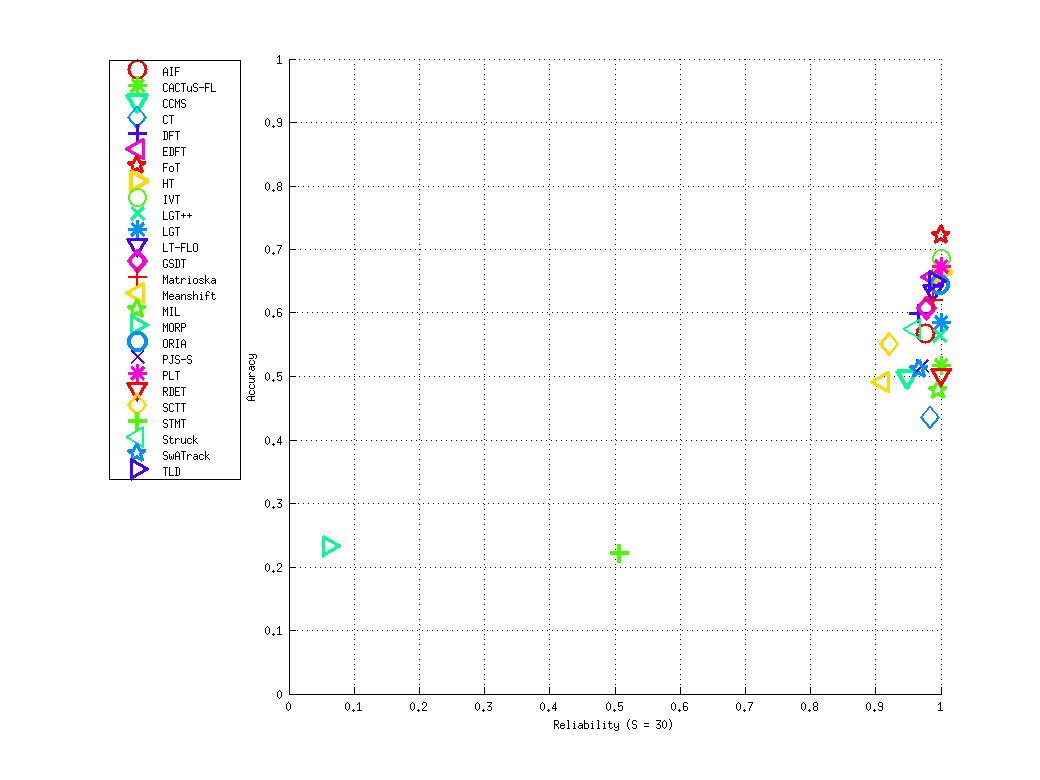 AIF
CACTuS-FL
CCMS
CT
DFT
EDFT
FoT
HT
IVT
LGT++
LGT
LT-FLO
GSDT
Matrioska
Meanshift
MIL
MORP
ORIA
PJS-S
PLT
RDET
SCTT
STMT
Struck
SwATrack
TLD
1
0.9
0.8
0.7
0.6
0.5
0.4
0.3
0.2
0.1
0
Accuracy
0 0.1 0.2 0.3 0.4 0.5 0.6 0.7 0.8 0.9 1
Reliability (S = 30)